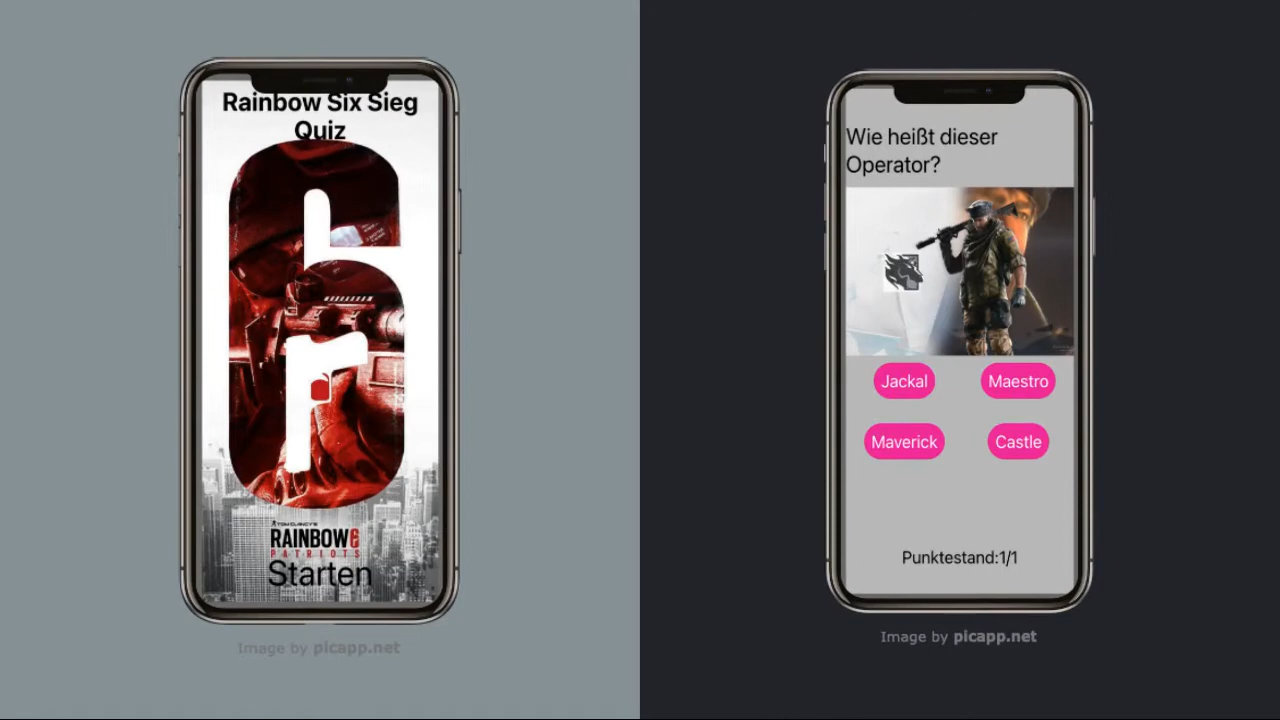 Rainbow Six Sieg
Quiz
TOM CLANCY'S
RAINBOW6
PATRIOTS
Starten
Image by picapp.net
Wie heißt dieser
Operator?
Jackal
Maestro
Maverick
Castle
Punktestand:1/1
Image by picapp.net